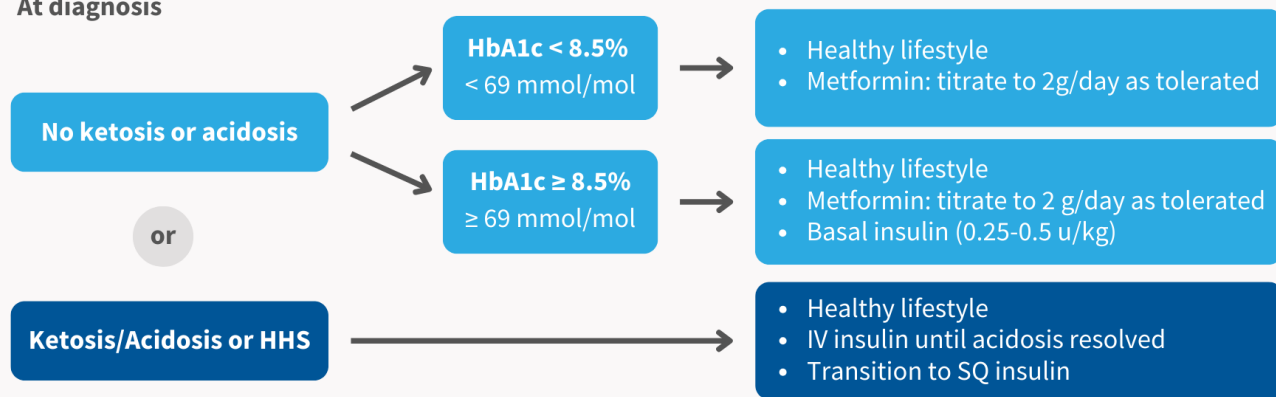 At diagnosis
No ketosis or acidosis
or
Ketosis/Acidosis or HHS
HbA1c < 8.5%
< 69 mmol/mol
HbA1c ≥ 8.5%
≥ 69 mmol/mol
• Healthy lifestyle
• Metformin: titrate to 2g/day as tolerated
• Healthy lifestyle
• Metformin: titrate to 2 g/day as tolerated
• Basal insulin (0.25-0.5 u/kg)
• Healthy lifestyle
• IV insulin until acidosis resolved
• Transition to SQ insulin